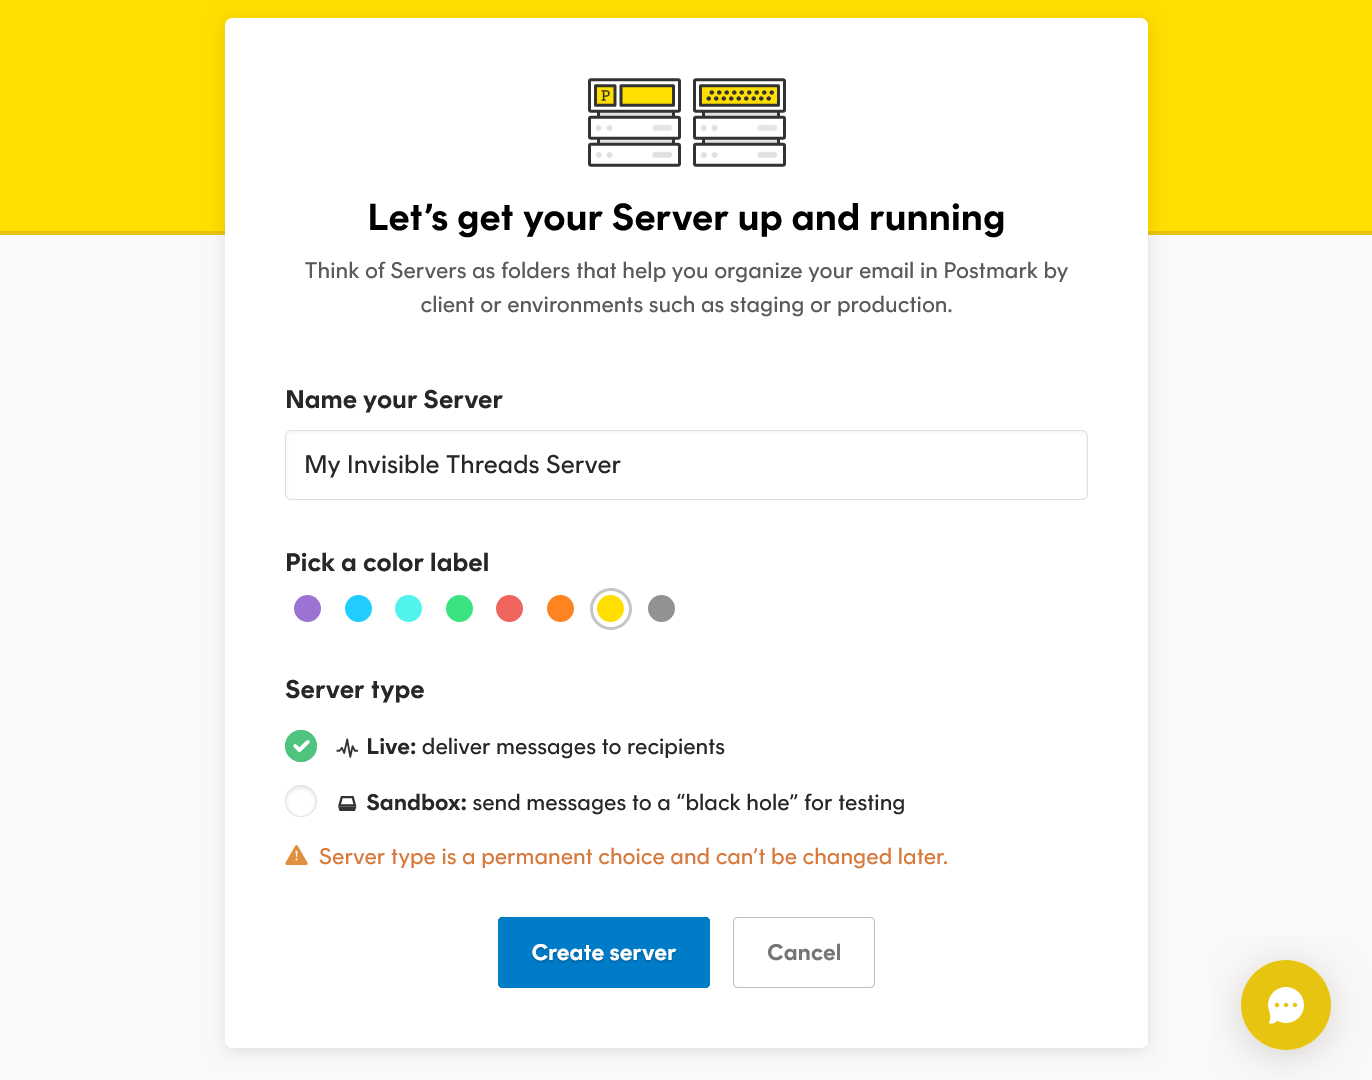 P
Let’s get your Server up and running
Think of Servers as folders that help you organize your email in Postmark by
client or environments such as staging or production.
Name your Server
My Invisible Threads Server
Pick a color label
Server type
Live: deliver messages to recipients
Sandbox: send messages to a “black hole” for testing
Server type is a permanent choice and can’t be changed later.
Create server
Cancel